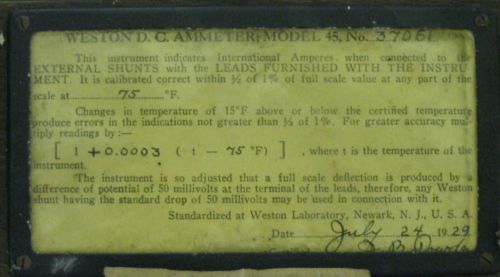 WESTON D. C. AMMETER, MODEL 45, No. 37061
This instrument indicates International Amperes when connected to the
EXTERNAL SHUNTS with the LEADS FURNISHED WITH THE INSTRU
MENT. It is calibrated correct within ½ of 1% of full scale value at any part of the
scale at 75 °F.
Changes in temperature of 15°F above or below the certified temperature
produce errors in the indications not greater than ½ of 1%. For greater accuracy mul
tiply readings by:—
[ 1 +0.0003 ( t — 75 °F) ] , where t is the temperature of the
instrument.
The instrument is so adjusted that a full scale deflection is produced by a
difference of potential of 50 millivolts at the terminal of the leads, therefore, any Weston
shunt having the standard drop of 50 millivolts may be used in connection with it.
Standardized at Weston Laboratory, Newark, N. J., U. S. A.
Date July 24 1929